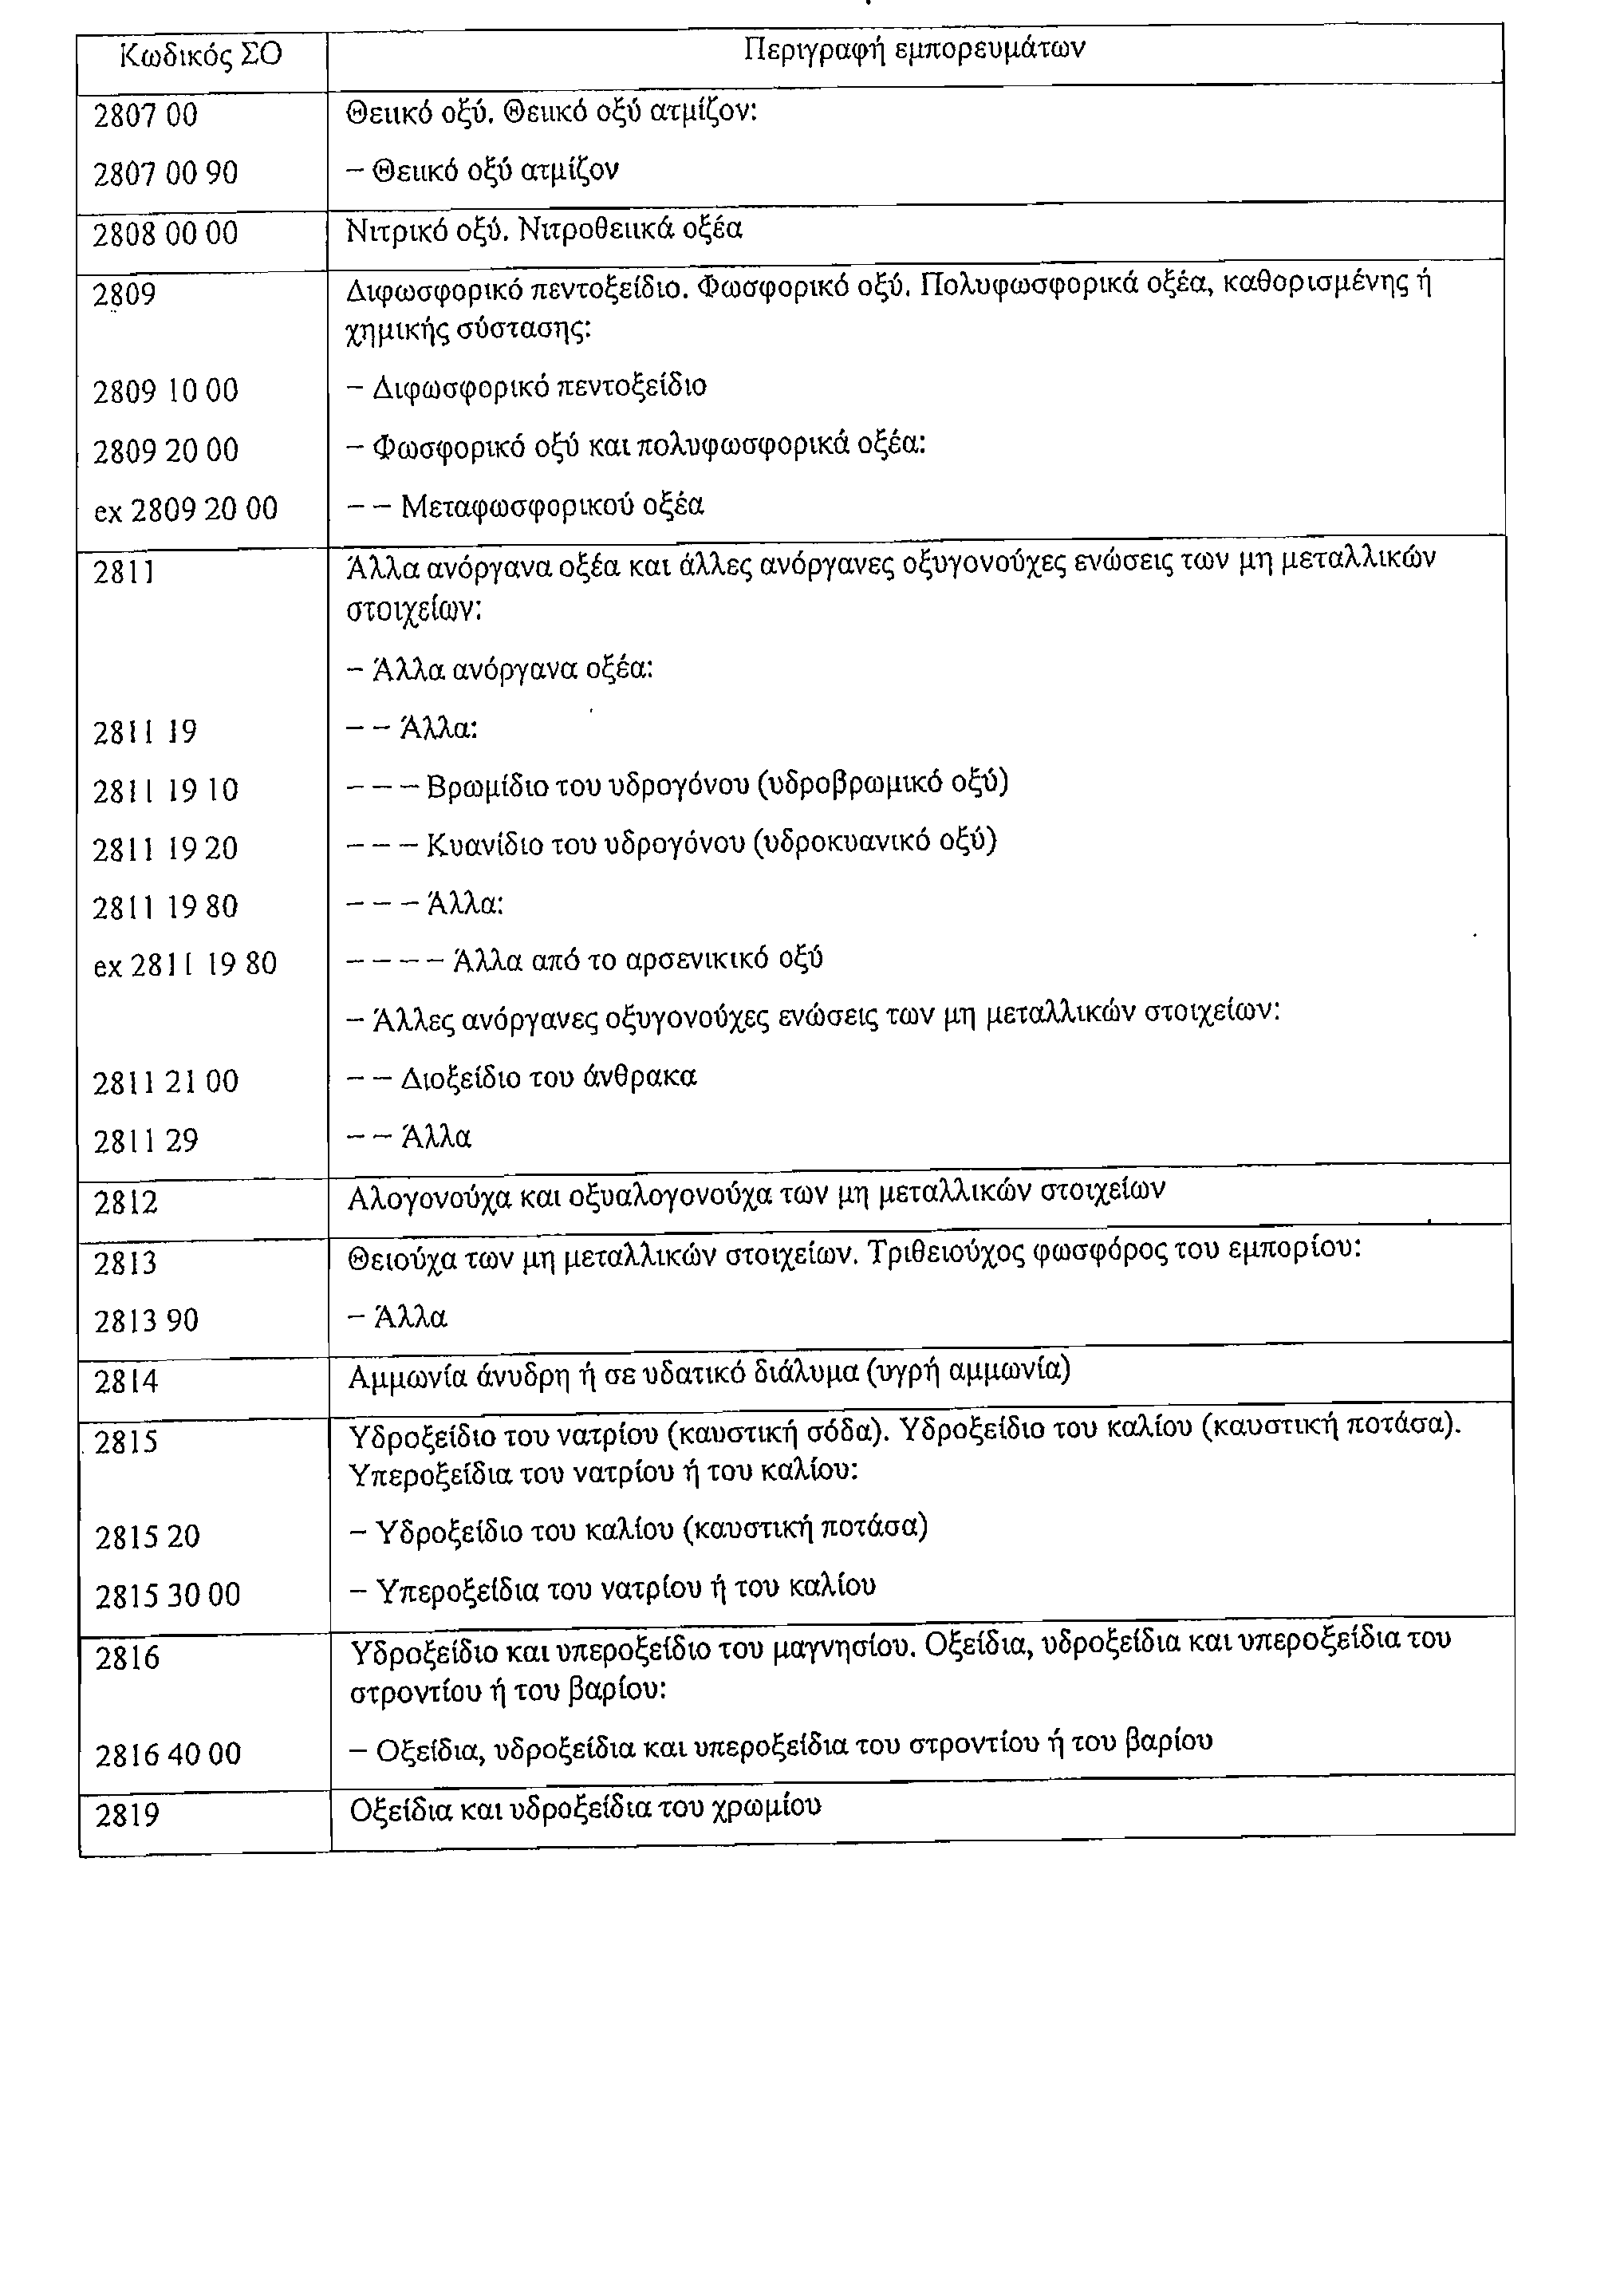 Κωδικός ΣΟ Περιγραφή εμπορευμάτων
2807 00 Θειικό οξύ. Θειικό οξύ ατμίζον:
2807 00 90 – Θειικό οξύ ατμίζον
2808 00 00 Νιτρικό οξύ. Νιτροθειικά οξέα
2809 Διφωσφορικό πεντοξείδιο. Φωσφορικό οξύ. Πολυφωσφορικά οξέα, καθορισμένης ή
χημικής σύστασης:
2809 10 00 – Διφωσφορικό πεντοξείδιο
2809 20 00 – Φωσφορικό οξύ και πολυφωσφορικά οξέα:
ex 2809 20 00 – – Μεταφωσφορικού οξέα
2811 Άλλα ανόργανα οξέα και άλλες ανόργανες οξυγονούχες ενώσεις των μη μεταλλικών
στοιχείων:
– Άλλα ανόργανα οξέα:
2811 19 – – Άλλα:
2811 19 10 – – – Βρωμίδιο του υδρογόνου (υδροβρωμικό οξύ)
2811 19 20 – – – Κυανίδιο του υδρογόνου (υδροκυανικό οξύ)
2811 19 80 – – – Άλλα:
ex 2811 19 80 – – – – Άλλα από το αρσενικικό οξύ
– Άλλες ανόργανες οξυγονούχες ενώσεις των μη μεταλλικών στοιχείων:
2811 21 00 – – Διοξείδιο του άνθρακα
2811 29 – – Άλλα
2812 Αλογονούχα και οξυαλογονούχα των μη μεταλλικών στοιχείων
2813 Θειούχα των μη μεταλλικών στοιχείων. Τριθειούχος φωσφόρος του εμπορίου:
2813 90 – Άλλα
2814 Αμμωνία άνυδρη ή σε υδατικό διάλυμα (υγρή αμμωνία)
2815 Υδροξείδιο του νατρίου (καυστική σόδα). Υδροξείδιο του καλίου (καυστική ποτάσα).
Υπεροξείδια του νατρίου ή του καλίου:
2815 20 – Υδροξείδιο του καλίου (καυστική ποτάσα)
2815 30 00 – Υπεροξείδια του νατρίου ή του καλίου
2816 Υδροξείδιο και υπεροξείδιο του μαγνησίου. Οξείδια, υδροξείδια και υπεροξείδια του
στροντίου ή του βαρίου:
2816 40 00 – Οξείδια, υδροξείδια και υπεροξείδια του στροντίου ή του βαρίου
2819 Οξείδια και υδροξείδια του χρωμίου